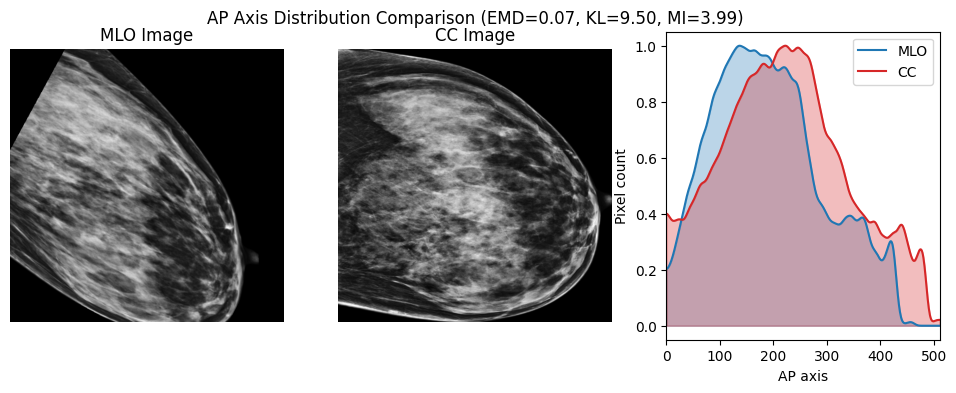 AP Axis Distribution Comparison (EMD=0.07, KL=9.50, MI=3.99)
MLO Image
CC Image
MLO
CC
Pixel count
1.0
0.8
0.6
0.4
0.2
0.0
0 100 200 300 400 500
AP axis